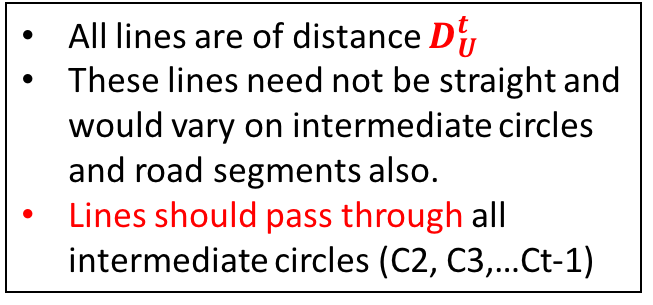 • All lines are of distance D_U^t
• These lines need not be straight and
would vary on intermediate circles
and road segments also.
• Lines should pass through all
intermediate circles (C2, C3,...Ct-1)